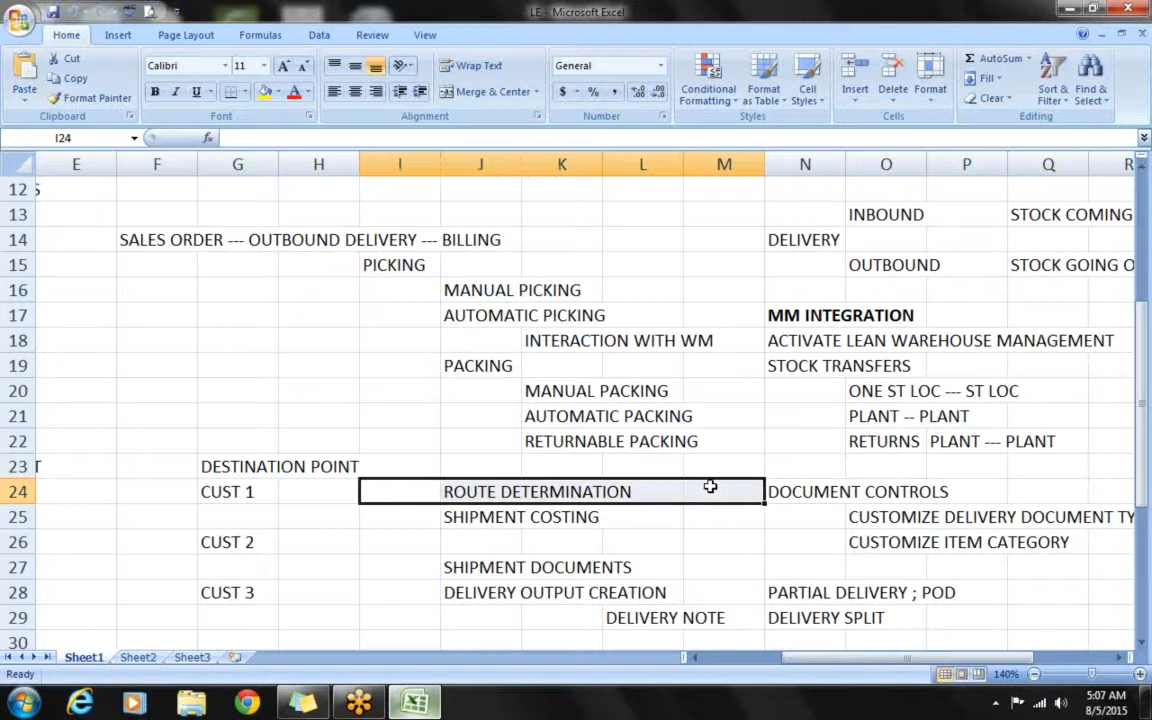 LE - Microsoft Excel
Home Insert Page Layout Formulas Data Review View
Cut
Copy
Format Painter
Paste
Clipboard
Calibri 11
B I U
Font
Wrap Text
Merge & Center
Alignment
General
$ % ,
Number
Conditional Formatting
Format as Table
Cell Styles
Styles
Insert
Delete
Format
Cells
Σ AutoSum
Fill
Clear
Sort & Filter
Find & Select
Editing
I24 fx
E F G H I J K L M N O P Q R
12 S
13 INBOUND STOCK COMING
14 SALES ORDER --- OUTBOUND DELIVERY --- BILLING DELIVERY
15 PICKING OUTBOUND STOCK GOING O
16 MANUAL PICKING
17 AUTOMATIC PICKING MM INTEGRATION
18 INTERACTION WITH WM ACTIVATE LEAN WAREHOUSE MANAGEMENT
19 PACKING STOCK TRANSFERS
20 MANUAL PACKING ONE ST LOC --- ST LOC
21 AUTOMATIC PACKING PLANT -- PLANT
22 RETURNABLE PACKING RETURNS PLANT --- PLANT
23 T DESTINATION POINT
24 CUST 1 ROUTE DETERMINATION DOCUMENT CONTROLS
25 SHIPMENT COSTING CUSTOMIZE DELIVERY DOCUMENT TY
26 CUST 2 CUSTOMIZE ITEM CATEGORY
27 SHIPMENT DOCUMENTS
28 CUST 3 DELIVERY OUTPUT CREATION PARTIAL DELIVERY ; POD
29 DELIVERY NOTE DELIVERY SPLIT
30
Sheet1 Sheet2 Sheet3
Ready 140%
5:07 AM
8/5/2015